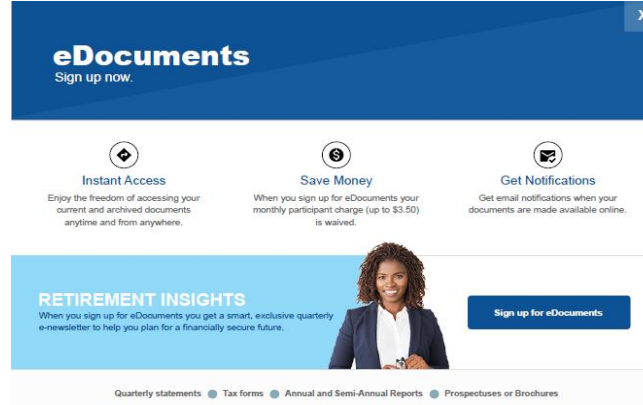 X
eDocuments
Sign up now.
Instant Access
Enjoy the freedom of accessing your
current and archived documents
anytime and from anywhere.
Save Money
When you sign up for eDocuments your
monthly participant charge (up to $3.50)
is waived.
Get Notifications
Get email notifications when your
documents are made available online.
RETIREMENT INSIGHTS
When you sign up for eDocuments you get a smart, exclusive quarterly
e-newsletter to help you plan for a financially secure future.
Sign up for eDocuments
Quarterly statements Tax forms Annual and Semi-Annual Reports Prospectuses or Brochures